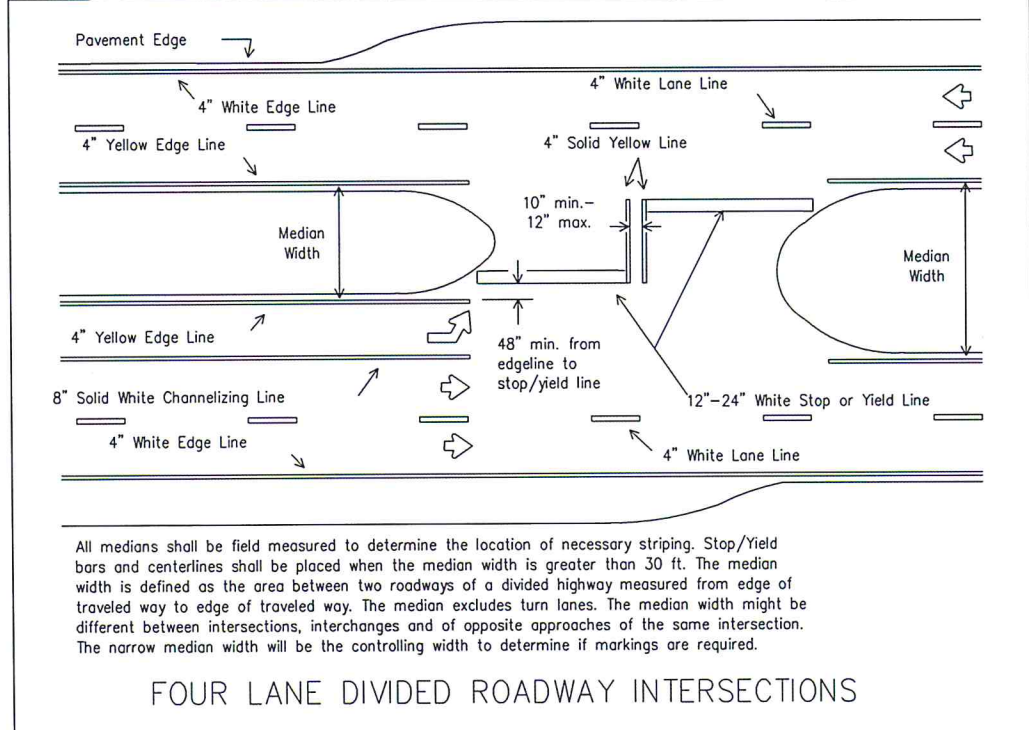 Pavement Edge
4" White Edge Line
4" White Lane Line
4" Yellow Edge Line
4" Solid Yellow Line
10" min.–
12" max.
Median
Width
Median
Width
4" Yellow Edge Line
48" min. from
edgeline to
stop/yield line
8" Solid White Channelizing Line
12"–24" White Stop or Yield Line
4" White Edge Line
4" White Lane Line
All medians shall be field measured to determine the location of necessary striping. Stop/Yield
bars and centerlines shall be placed when the median width is greater than 30 ft. The median
width is defined as the area between two roadways of a divided highway measured from edge of
traveled way to edge of traveled way. The median excludes turn lanes. The median width might be
different between intersections, interchanges and of opposite approaches of the same intersection.
The narrow median width will be the controlling width to determine if markings are required.
FOUR LANE DIVIDED ROADWAY INTERSECTIONS